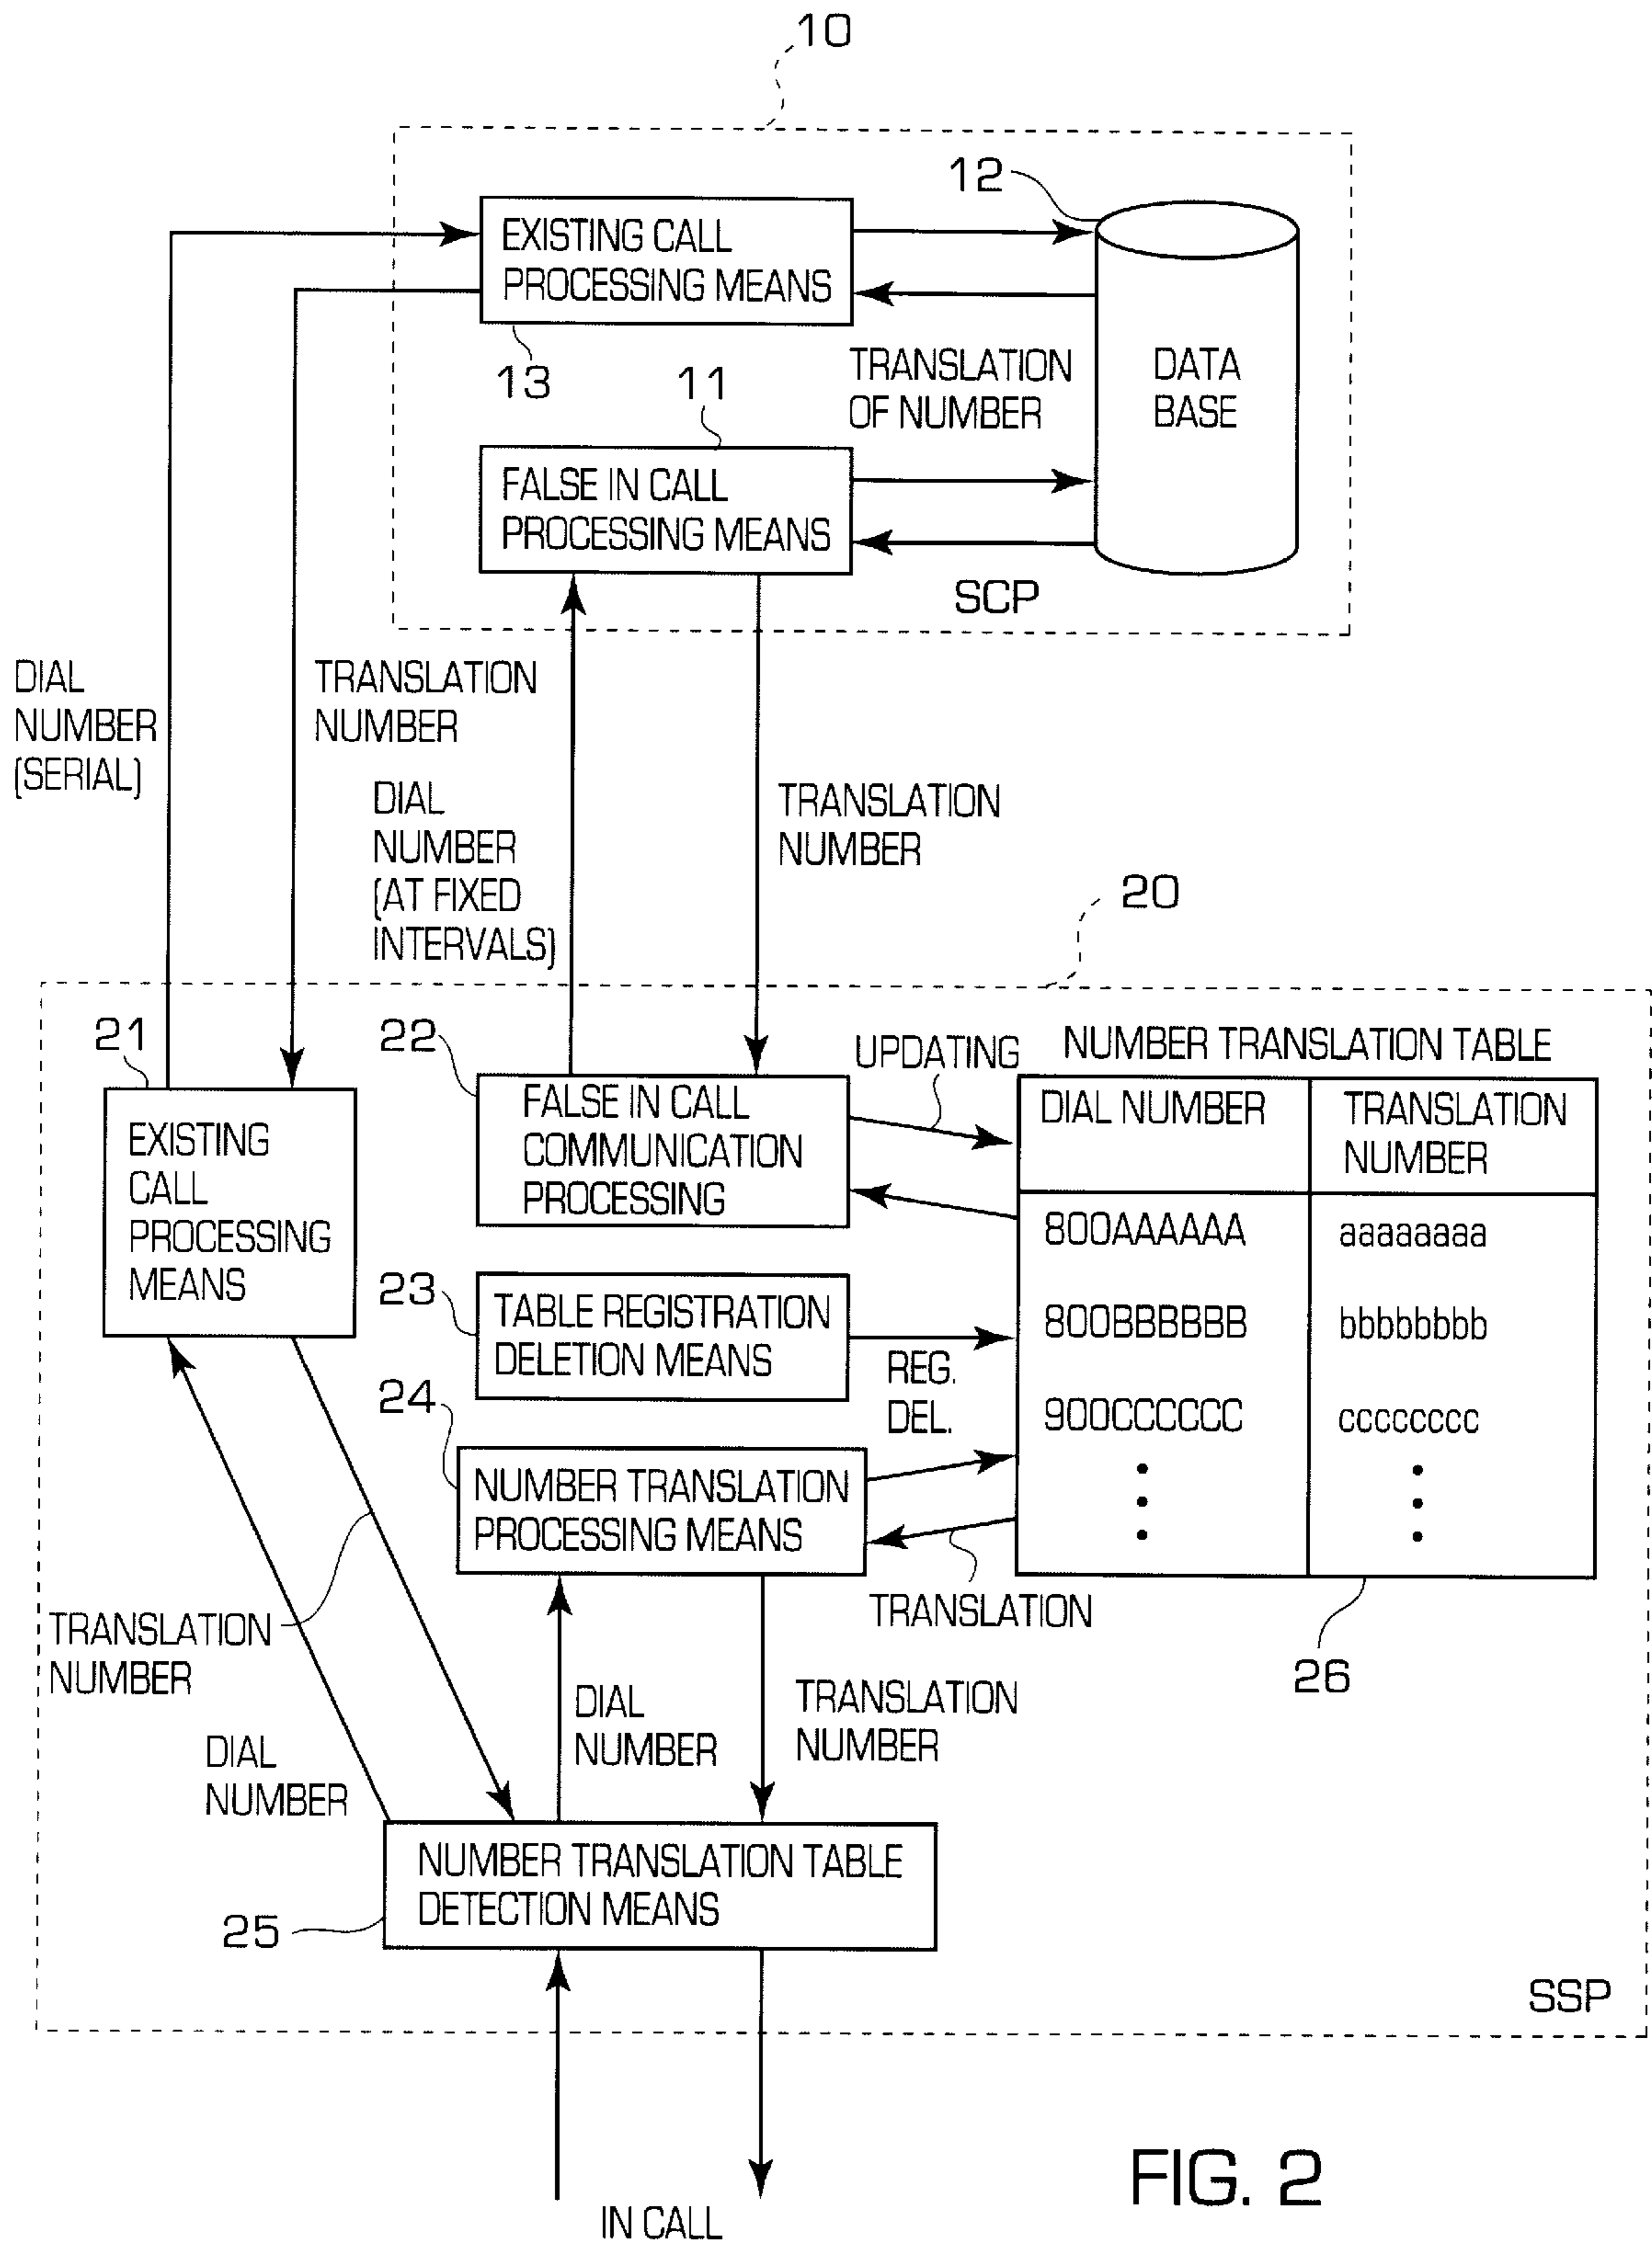 10
12
EXISTING CALL
PROCESSING MEANS
13
11
TRANSLATION
OF NUMBER
DATA
BASE
FALSE IN CALL
PROCESSING MEANS
SCP
DIAL
NUMBER
(SERIAL)
TRANSLATION
NUMBER
DIAL
NUMBER
(AT FIXED
INTERVALS)
TRANSLATION
NUMBER
20
21
22
UPDATING
NUMBER TRANSLATION TABLE
EXISTING
CALL
PROCESSING
MEANS
FALSE IN CALL
COMMUNICATION
PROCESSING
DIAL NUMBER
TRANSLATION
NUMBER
800AAAAAA
aaaaaaaa
23
TABLE REGISTRATION
DELETION MEANS
REG.
DEL.
800BBBBBB
bbbbbbbb
24
900CCCCCC
cccccccc
NUMBER TRANSLATION
PROCESSING MEANS
TRANSLATION
26
TRANSLATION
NUMBER
DIAL
NUMBER
DIAL
NUMBER
TRANSLATION
NUMBER
NUMBER TRANSLATION TABLE
DETECTION MEANS
25
SSP
IN CALL
FIG. 2